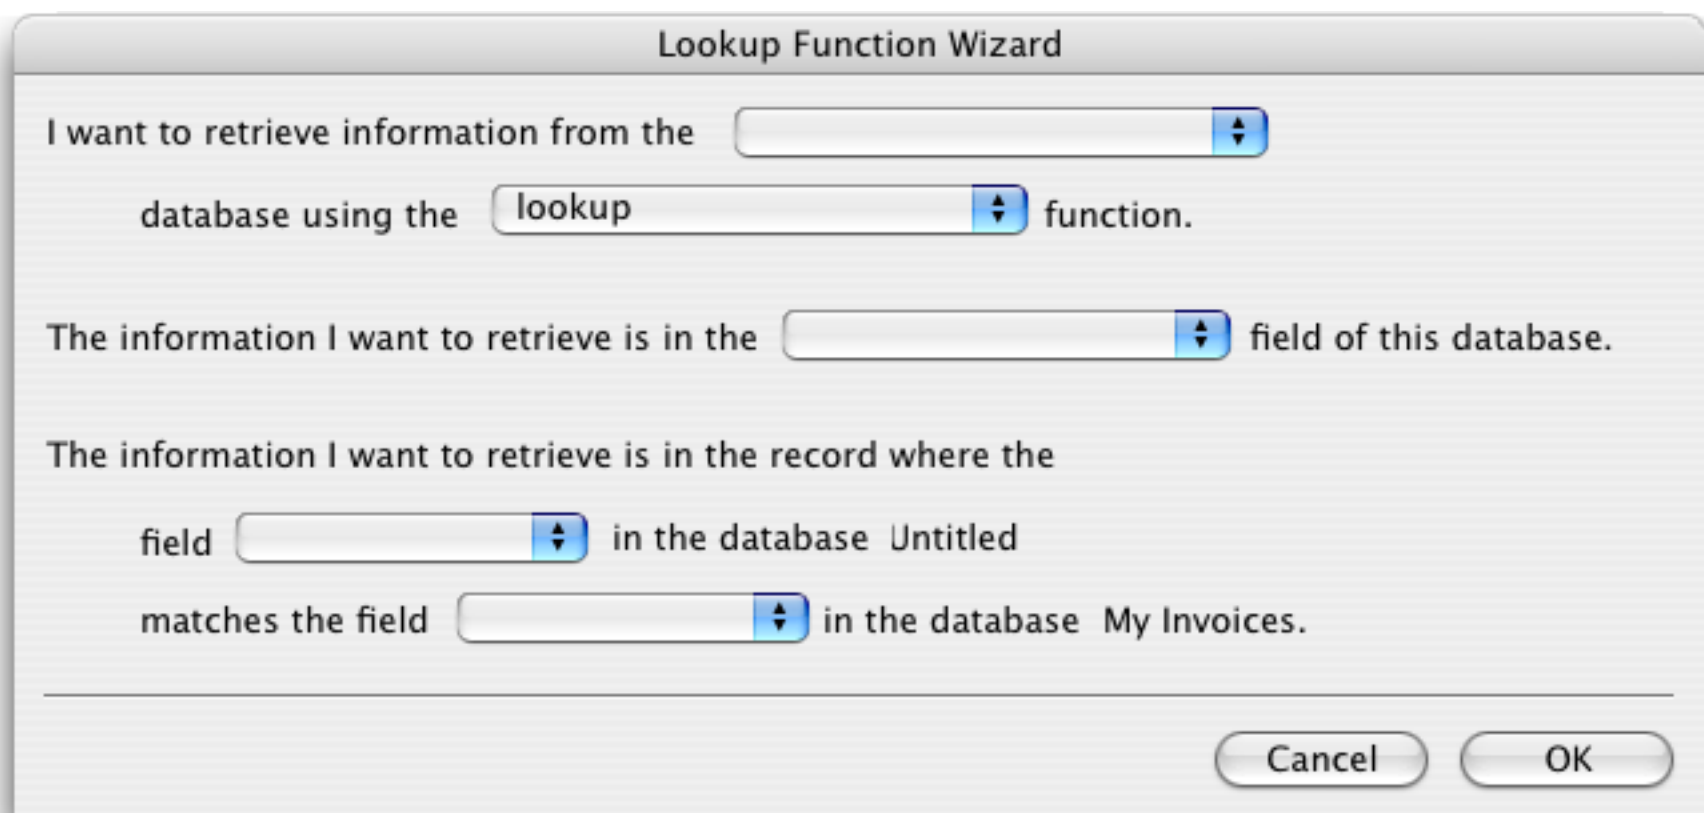 Lookup Function Wizard
I want to retrieve information from the
database using the lookup function.
The information I want to retrieve is in the field of this database.
The information I want to retrieve is in the record where the
field in the database Untitled
matches the field in the database My Invoices.
Cancel OK